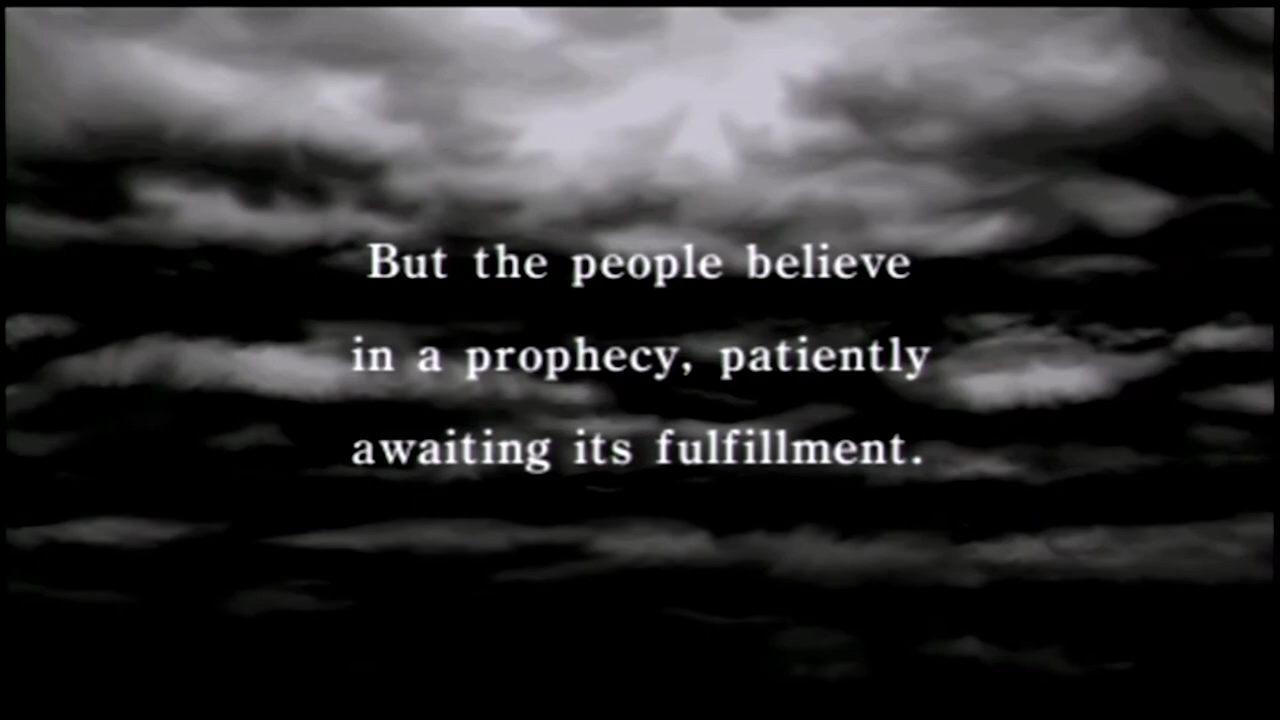 But the people believe
in a prophecy, patiently
awaiting its fulfillment.